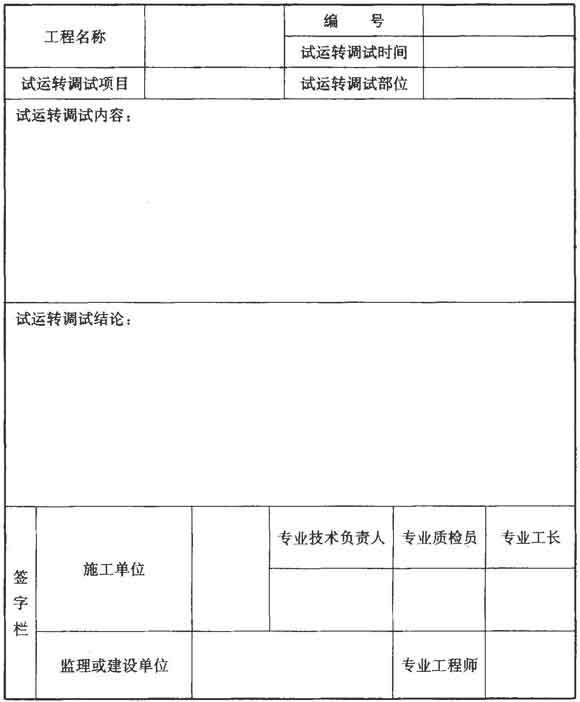 工程名称
编 号
试运转调试时间
试运转调试项目
试运转调试部位
试运转调试内容：
试运转调试结论：
签字栏
施工单位
专业技术负责人
专业质检员
专业工长
监理或建设单位
专业工程师